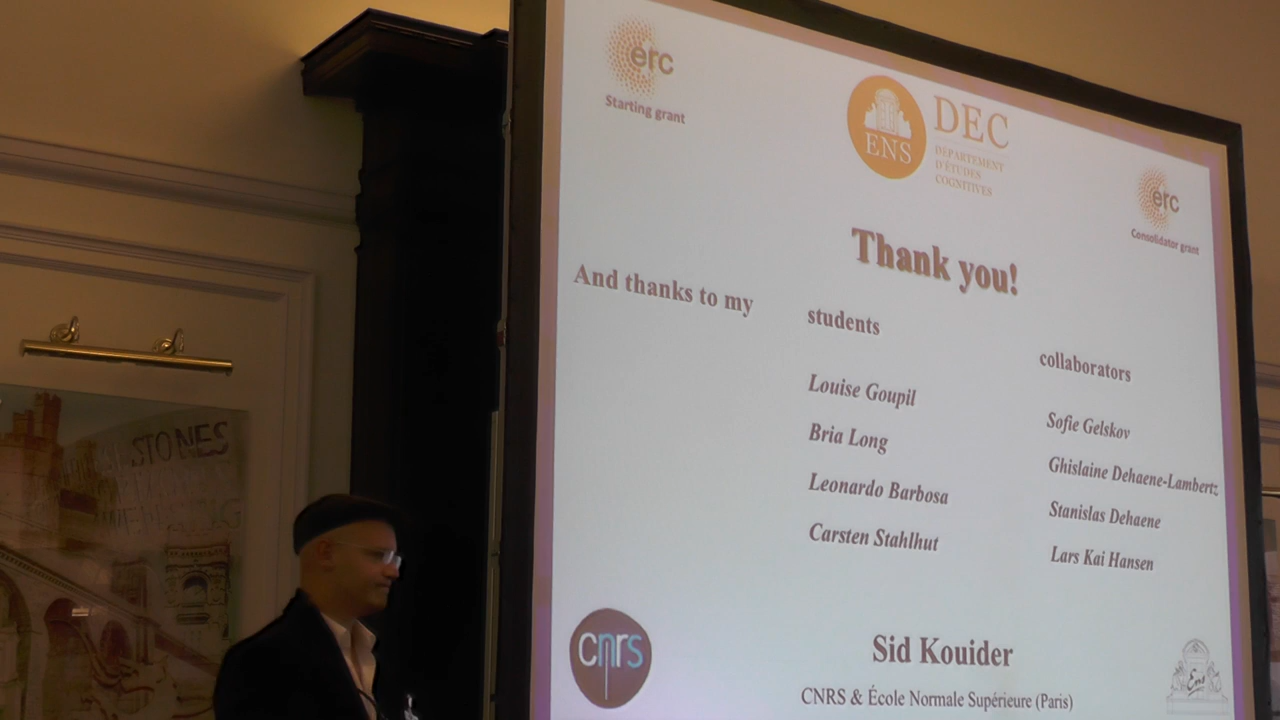 erc
Starting grant
ENS
DEC
DÉPARTEMENT
D'ÉTUDES
COGNITIVES
erc
Consolidator grant
Thank you!
And thanks to my
students
collaborators
Louise Goupil
Bria Long
Leonardo Barbosa
Carsten Stahlhut
Sofie Gelskov
Ghislaine Dehaene-Lambertz
Stanislas Dehaene
Lars Kai Hansen
cnrs
Sid Kouider
CNRS & École Normale Supérieure (Paris)
Ens
STONES